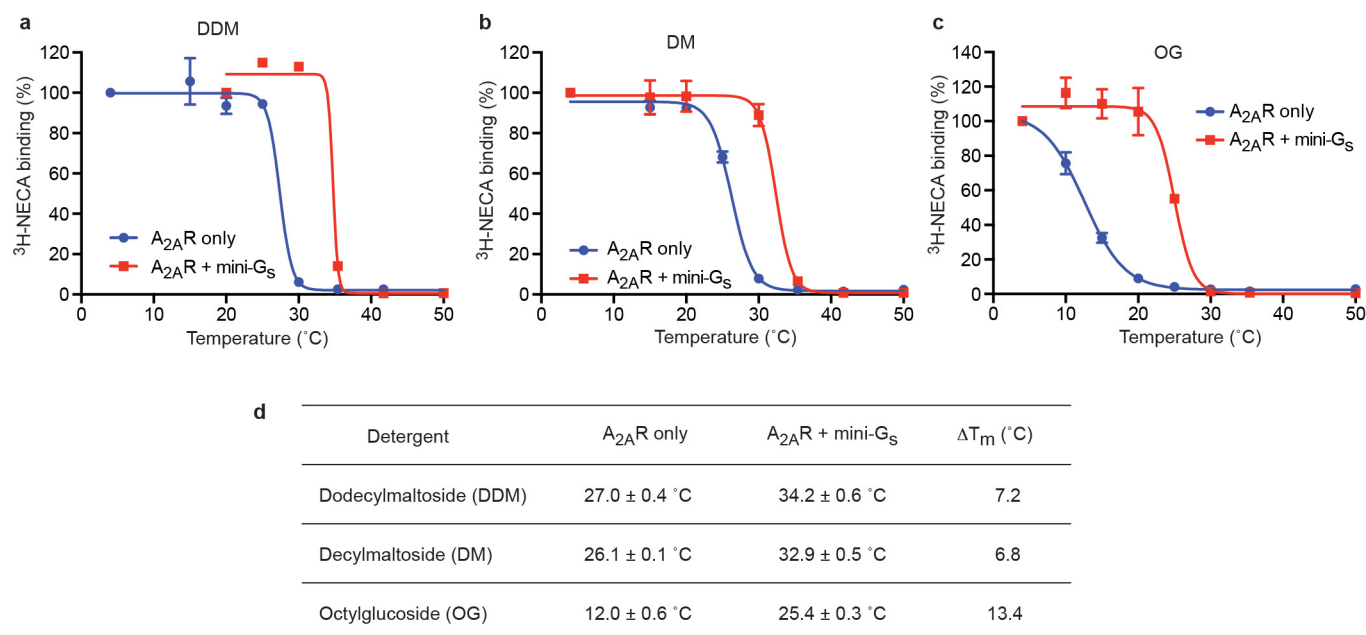 a
DDM
120
100
80
60
40
20
0
³H-NECA binding (%)
A₂AR only
A₂AR + mini-Gₛ
0 10 20 30 40 50
Temperature (˚C)
b
DM
120
100
80
60
40
20
0
³H-NECA binding (%)
A₂AR only
A₂AR + mini-Gₛ
0 10 20 30 40 50
Temperature (˚C)
c
OG
140
120
100
80
60
40
20
0
³H-NECA binding (%)
A₂AR only
A₂AR + mini-Gₛ
0 10 20 30 40 50
Temperature (˚C)
d
Detergent A₂AR only A₂AR + mini-Gₛ ΔTₘ (˚C)
Dodecylmaltoside (DDM) 27.0 ± 0.4 ˚C 34.2 ± 0.6 ˚C 7.2
Decylmaltoside (DM) 26.1 ± 0.1 ˚C 32.9 ± 0.5 ˚C 6.8
Octylglucoside (OG) 12.0 ± 0.6 ˚C 25.4 ± 0.3 ˚C 13.4